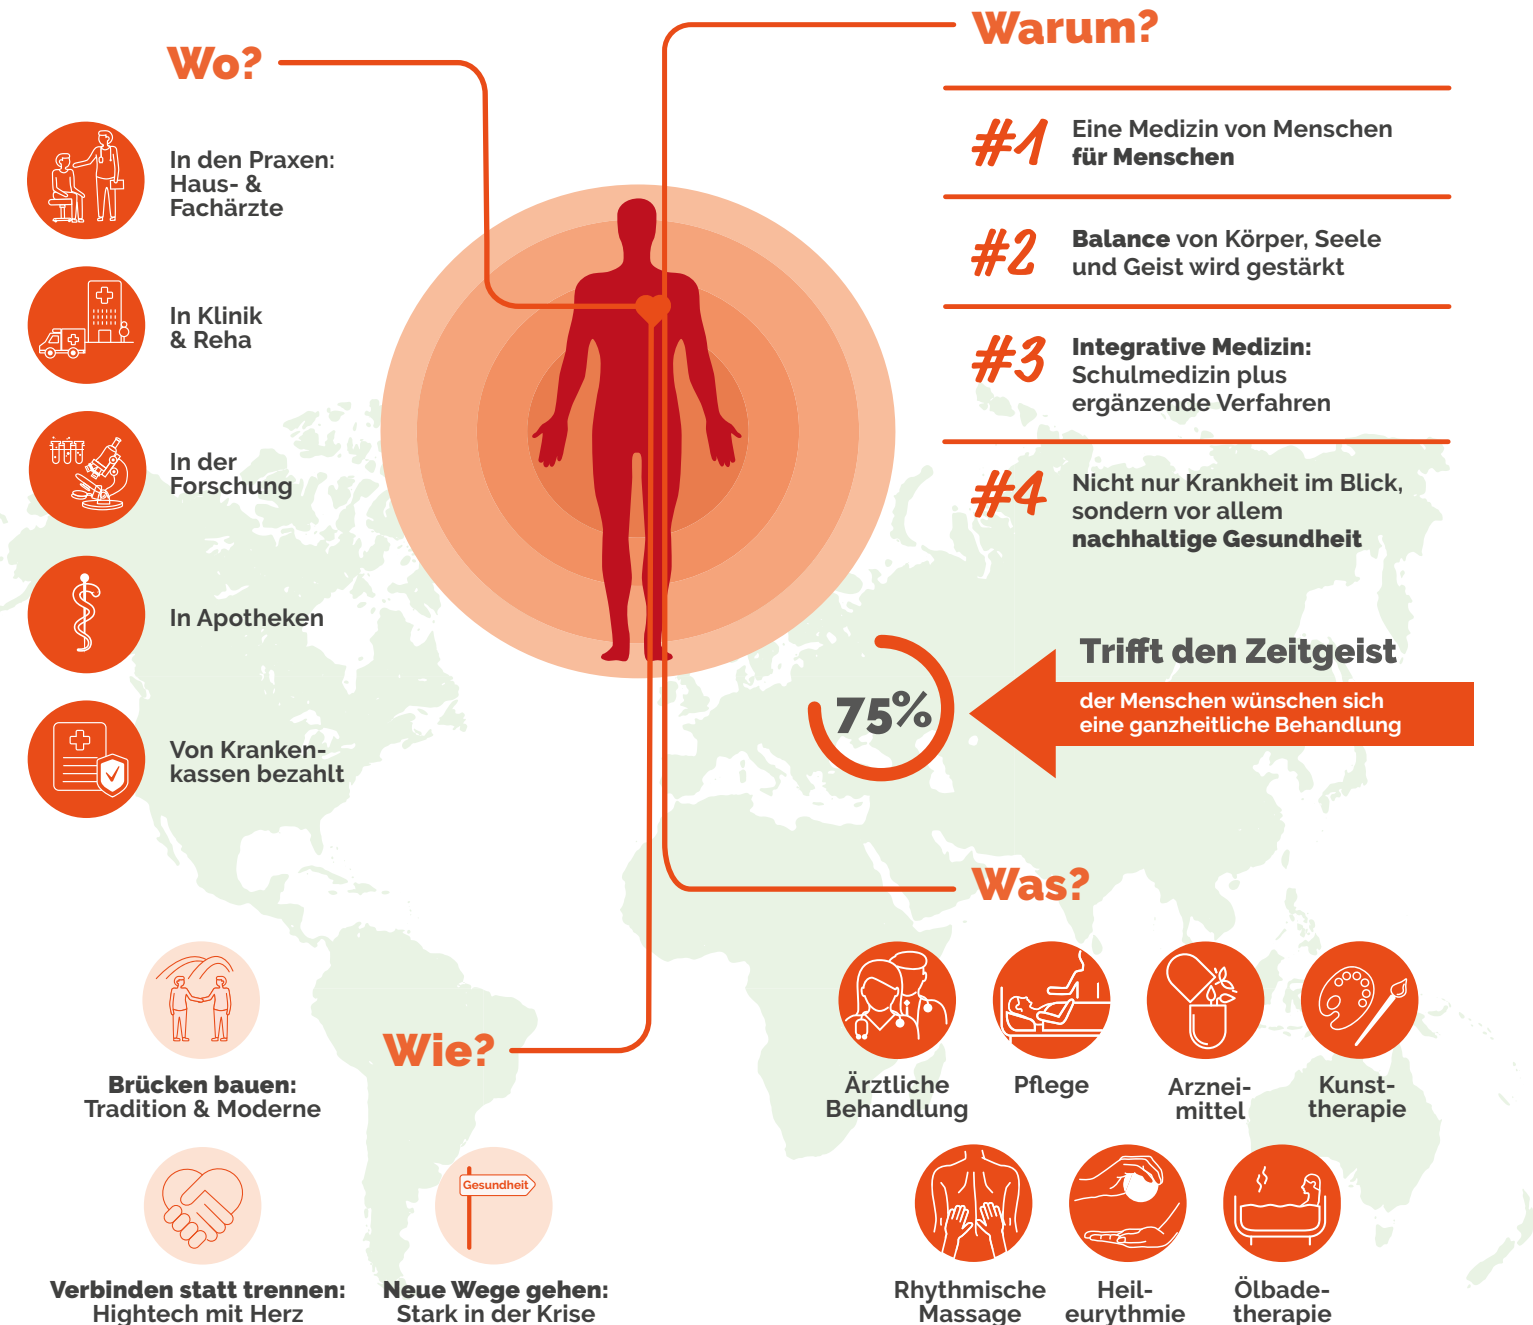 Wo?
In den Praxen:
Haus- &
Fachärzte
In Klinik
& Reha
In der
Forschung
In Apotheken
Von Kranken-
kassen bezahlt
Warum?
#1
Eine Medizin von Menschen
für Menschen
#2
Balance von Körper, Seele
und Geist wird gestärkt
#3
Integrative Medizin:
Schulmedizin plus
ergänzende Verfahren
#4
Nicht nur Krankheit im Blick,
sondern vor allem
nachhaltige Gesundheit
75%
Trifft den Zeitgeist
der Menschen wünschen sich
eine ganzheitliche Behandlung
Wie?
Brücken bauen:
Tradition & Moderne
Verbinden statt trennen:
Hightech mit Herz
Gesundheit
Neue Wege gehen:
Stark in der Krise
Was?
Ärztliche
Behandlung
Pflege
Arznei-
mittel
Kunst-
therapie
Rhythmische
Massage
Heil-
eurythmie
Ölbade-
therapie